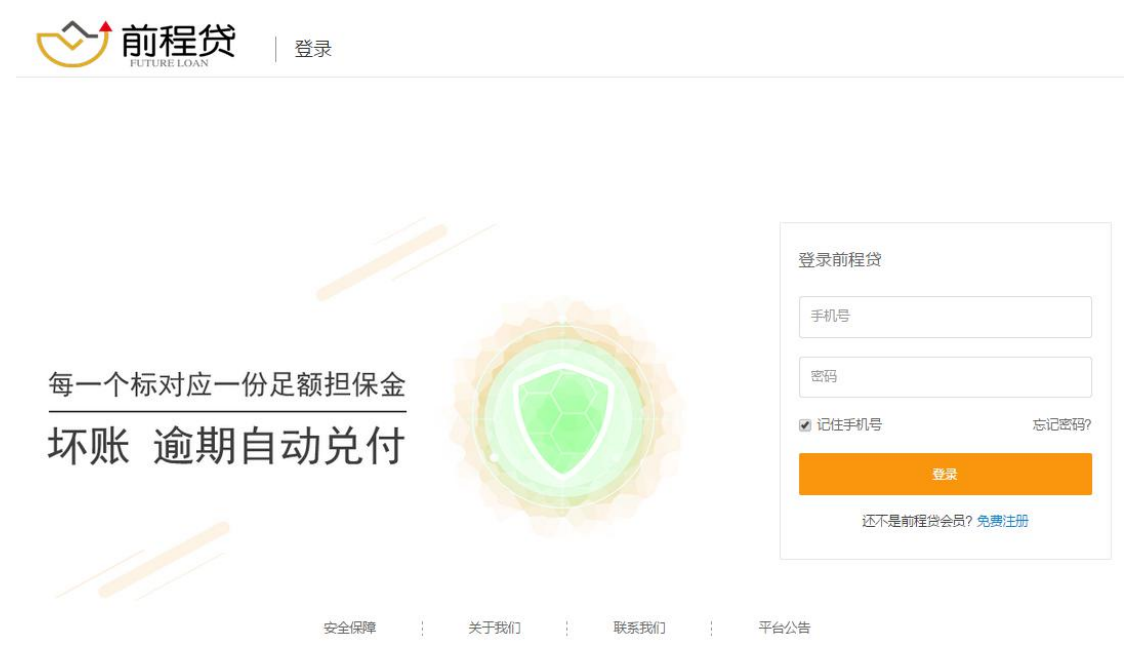 前程贷
FUTURE LOAN
登录
每一个标对应一份足额担保金
坏账 逾期自动兑付
登录前程贷
手机号
密码
记住手机号 忘记密码?
登录
还不是前程贷会员? 免费注册
安全保障 关于我们 联系我们 平台公告